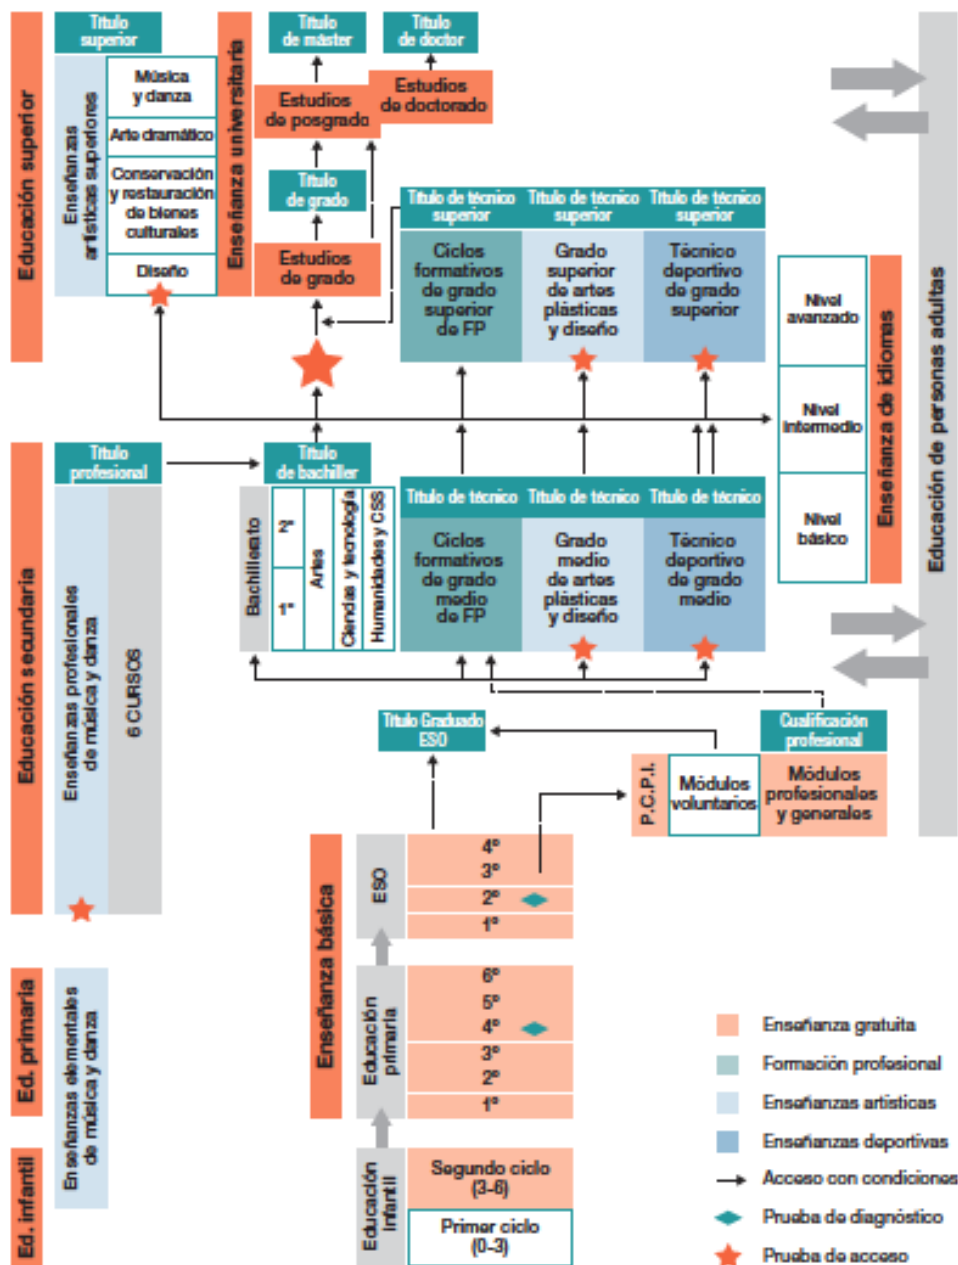 Título
superior
Título
de máster
Título
de doctor
Educación superior
Enseñanzas
artísticas superiores
Música
y danza
Arte dramático
Conservación
y restauración
de bienes
culturales
Diseño
Enseñanza universitaria
Estudios
de posgrado
Estudios
de doctorado
Título
de grado
Estudios
de grado
Título de técnico
superior
Título de técnico
superior
Título de técnico
superior
Ciclos
formativos
de grado
superior
de FP
Grado
superior
de artes
plásticas
y diseño
Técnico
deportivo
de grado
superior
Nivel
avanzado
Nivel
intermedio
Nivel
básico
Enseñanza de idiomas
Educación de personas adultas
Educación secundaria
Título
profesional
Enseñanzas profesionales
de música y danza
6 CURSOS
Título
de bachiller
Bachillerato
2º
1º
Artes
Ciencias y tecnología
Humanidades y CSS
Título de técnico
Título de técnico
Título de técnico
Ciclos
formativos
de grado
medio
de FP
Grado
medio
de artes
plásticas
y diseño
Técnico
deportivo
de grado
medio
Título Graduado
ESO
Cualificación
profesional
P.C.P.I.
Módulos
voluntarios
Módulos
profesionales
y generales
Enseñanza básica
ESO
4º
3º
2º
1º
Ed. primaria
Enseñanzas elementales
de música y danza
Educación
primaria
6º
5º
4º
3º
2º
1º
Ed. infantil
Educación
infantil
Segundo ciclo
(3-6)
Primer ciclo
(0-3)
Enseñanza gratuita
Formación profesional
Enseñanzas artísticas
Enseñanzas deportivas
Acceso con condiciones
Prueba de diagnóstico
Prueba de acceso